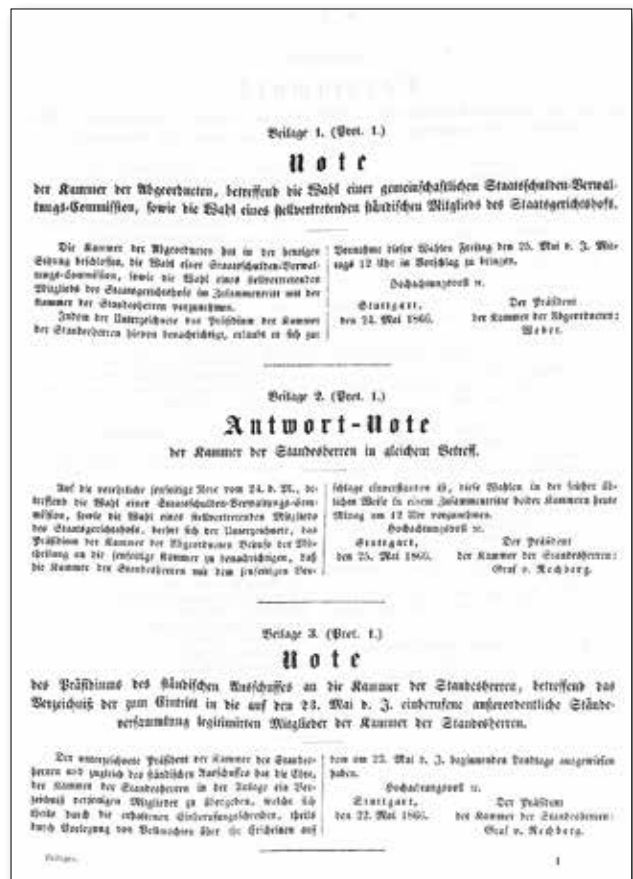 Beilage 1. (Prot. 1.)
Note
der Kammer der Abgeordneten, betreffend die Wahl einer gemeinschaftlichen Staatsschulden-Verwal-
tungs-Commission, sowie die Wahl eines stellvertretenden ständischen Mitglieds des Staatsgerichtshofs.
Die Kammer der Abgeordneten hat in der heutigen
Sitzung beschlossen, die Wahl einer Staatsschulden-Verwal-
tungs-Commission, sowie die Wahl eines stellvertretenden
Mitglieds des Staatsgerichtshofs im Zusammentritt mit der
Kammer der Standesherren vorzunehmen.
Indem der Unterzeichnete das Präsidium der Kammer
der Standesherren hievon benachrichtigt, erlaubt er sich zur
Vornahme dieser Wahlen Freitag den 25. Mai d. J. Mit-
tags 12 Uhr in Vorschlag zu bringen.
Hochachtungsvoll ꝛc.
Stuttgart,
den 24. Mai 1866.
Der Präsident
der Kammer der Abgeordneten:
Weber.
Beilage 2. (Prot. 1.)
Antwort-Note
der Kammer der Standesherren in gleichem Betreff.
Auf die verehrliche jenseitige Note vom 24. d. M., be-
treffend die Wahl einer Staatsschulden-Verwaltungs-Com-
mission, sowie die Wahl eines stellvertretenden Mitglieds
des Staatsgerichtshofs, beehrt sich der Unterzeichnete, das
Präsidium der Kammer der Abgeordneten Behufs der Mit-
theilung an die jenseitige Kammer zu benachrichtigen, daß
die Kammer der Standesherren mit dem jenseitigen Vor-
schlage einverstanden ist, diese Wahlen in der seither üb-
lichen Weise in einem Zusammentritte beider Kammern heute
Mittag um 12 Uhr vorzunehmen.
Hochachtungsvoll ꝛc.
Stuttgart,
den 25. Mai 1866.
Der Präsident
der Kammer der Standesherren:
Graf v. Rechberg.
Beilage 3. (Prot. 1.)
Note
des Präsidiums des ständischen Ausschusses an die Kammer der Standesherren, betreffend das
Verzeichniß der zum Eintritt in die auf den 23. Mai d. J. einberufene außerordentliche Stände-
versammlung legitimirten Mitglieder der Kammer der Standesherren.
Der unterzeichnete Präsident der Kammer der Standes-
herren und zugleich des ständischen Ausschusses hat die Ehre,
der Kammer der Standesherren in der Anlage ein Ver-
zeichniß derjenigen Mitglieder zu übergeben, welche sich
theils durch die erhaltenen Einberufungsschreiben, theils
durch Vorlegung von Vollmachten über ihr Erscheinen auf
dem am 23. Mai d. J. beginnenden Landtage ausgewiesen
haben.
Hochachtungsvoll ꝛc.
Stuttgart,
den 22. Mai 1866.
Der Präsident
der Kammer der Standesherren:
Graf v. Rechberg.
Beilagen.
1